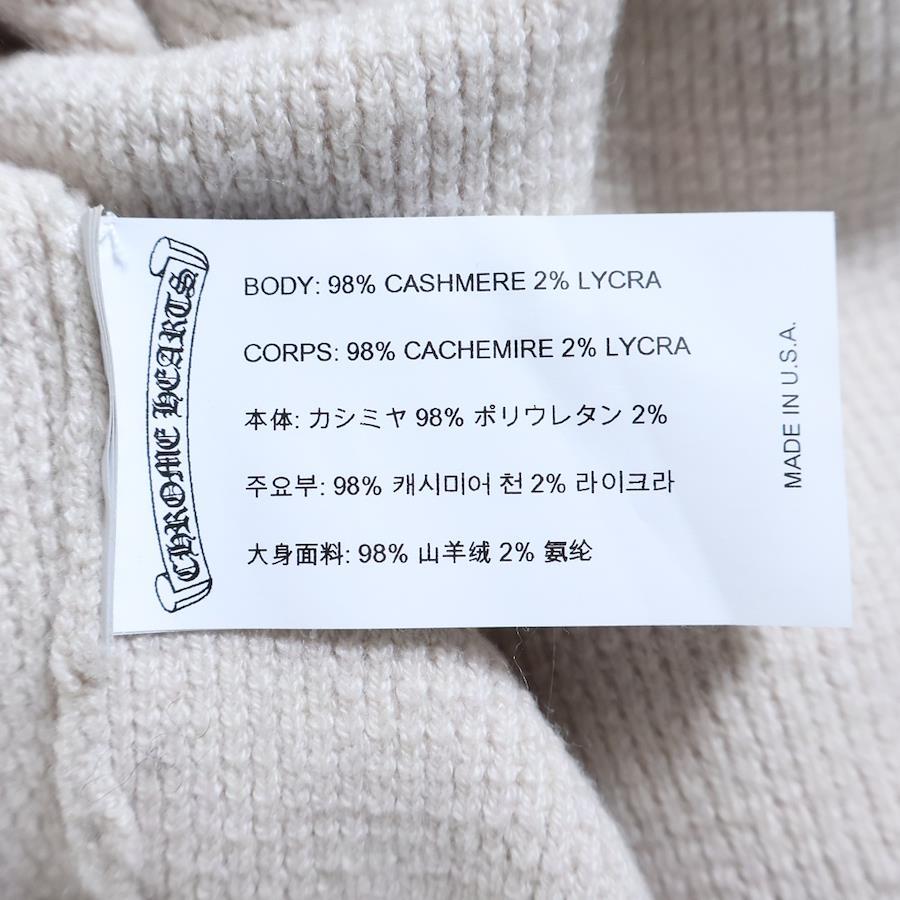 CHROME HEARTS
BODY: 98% CASHMERE 2% LYCRA
CORPS: 98% CACHEMIRE 2% LYCRA
本体: カシミヤ 98% ポリウレタン 2%
주요부: 98% 캐시미어 천 2% 라이크라
大身面料: 98% 山羊绒 2% 氨纶
MADE IN U.S.A.